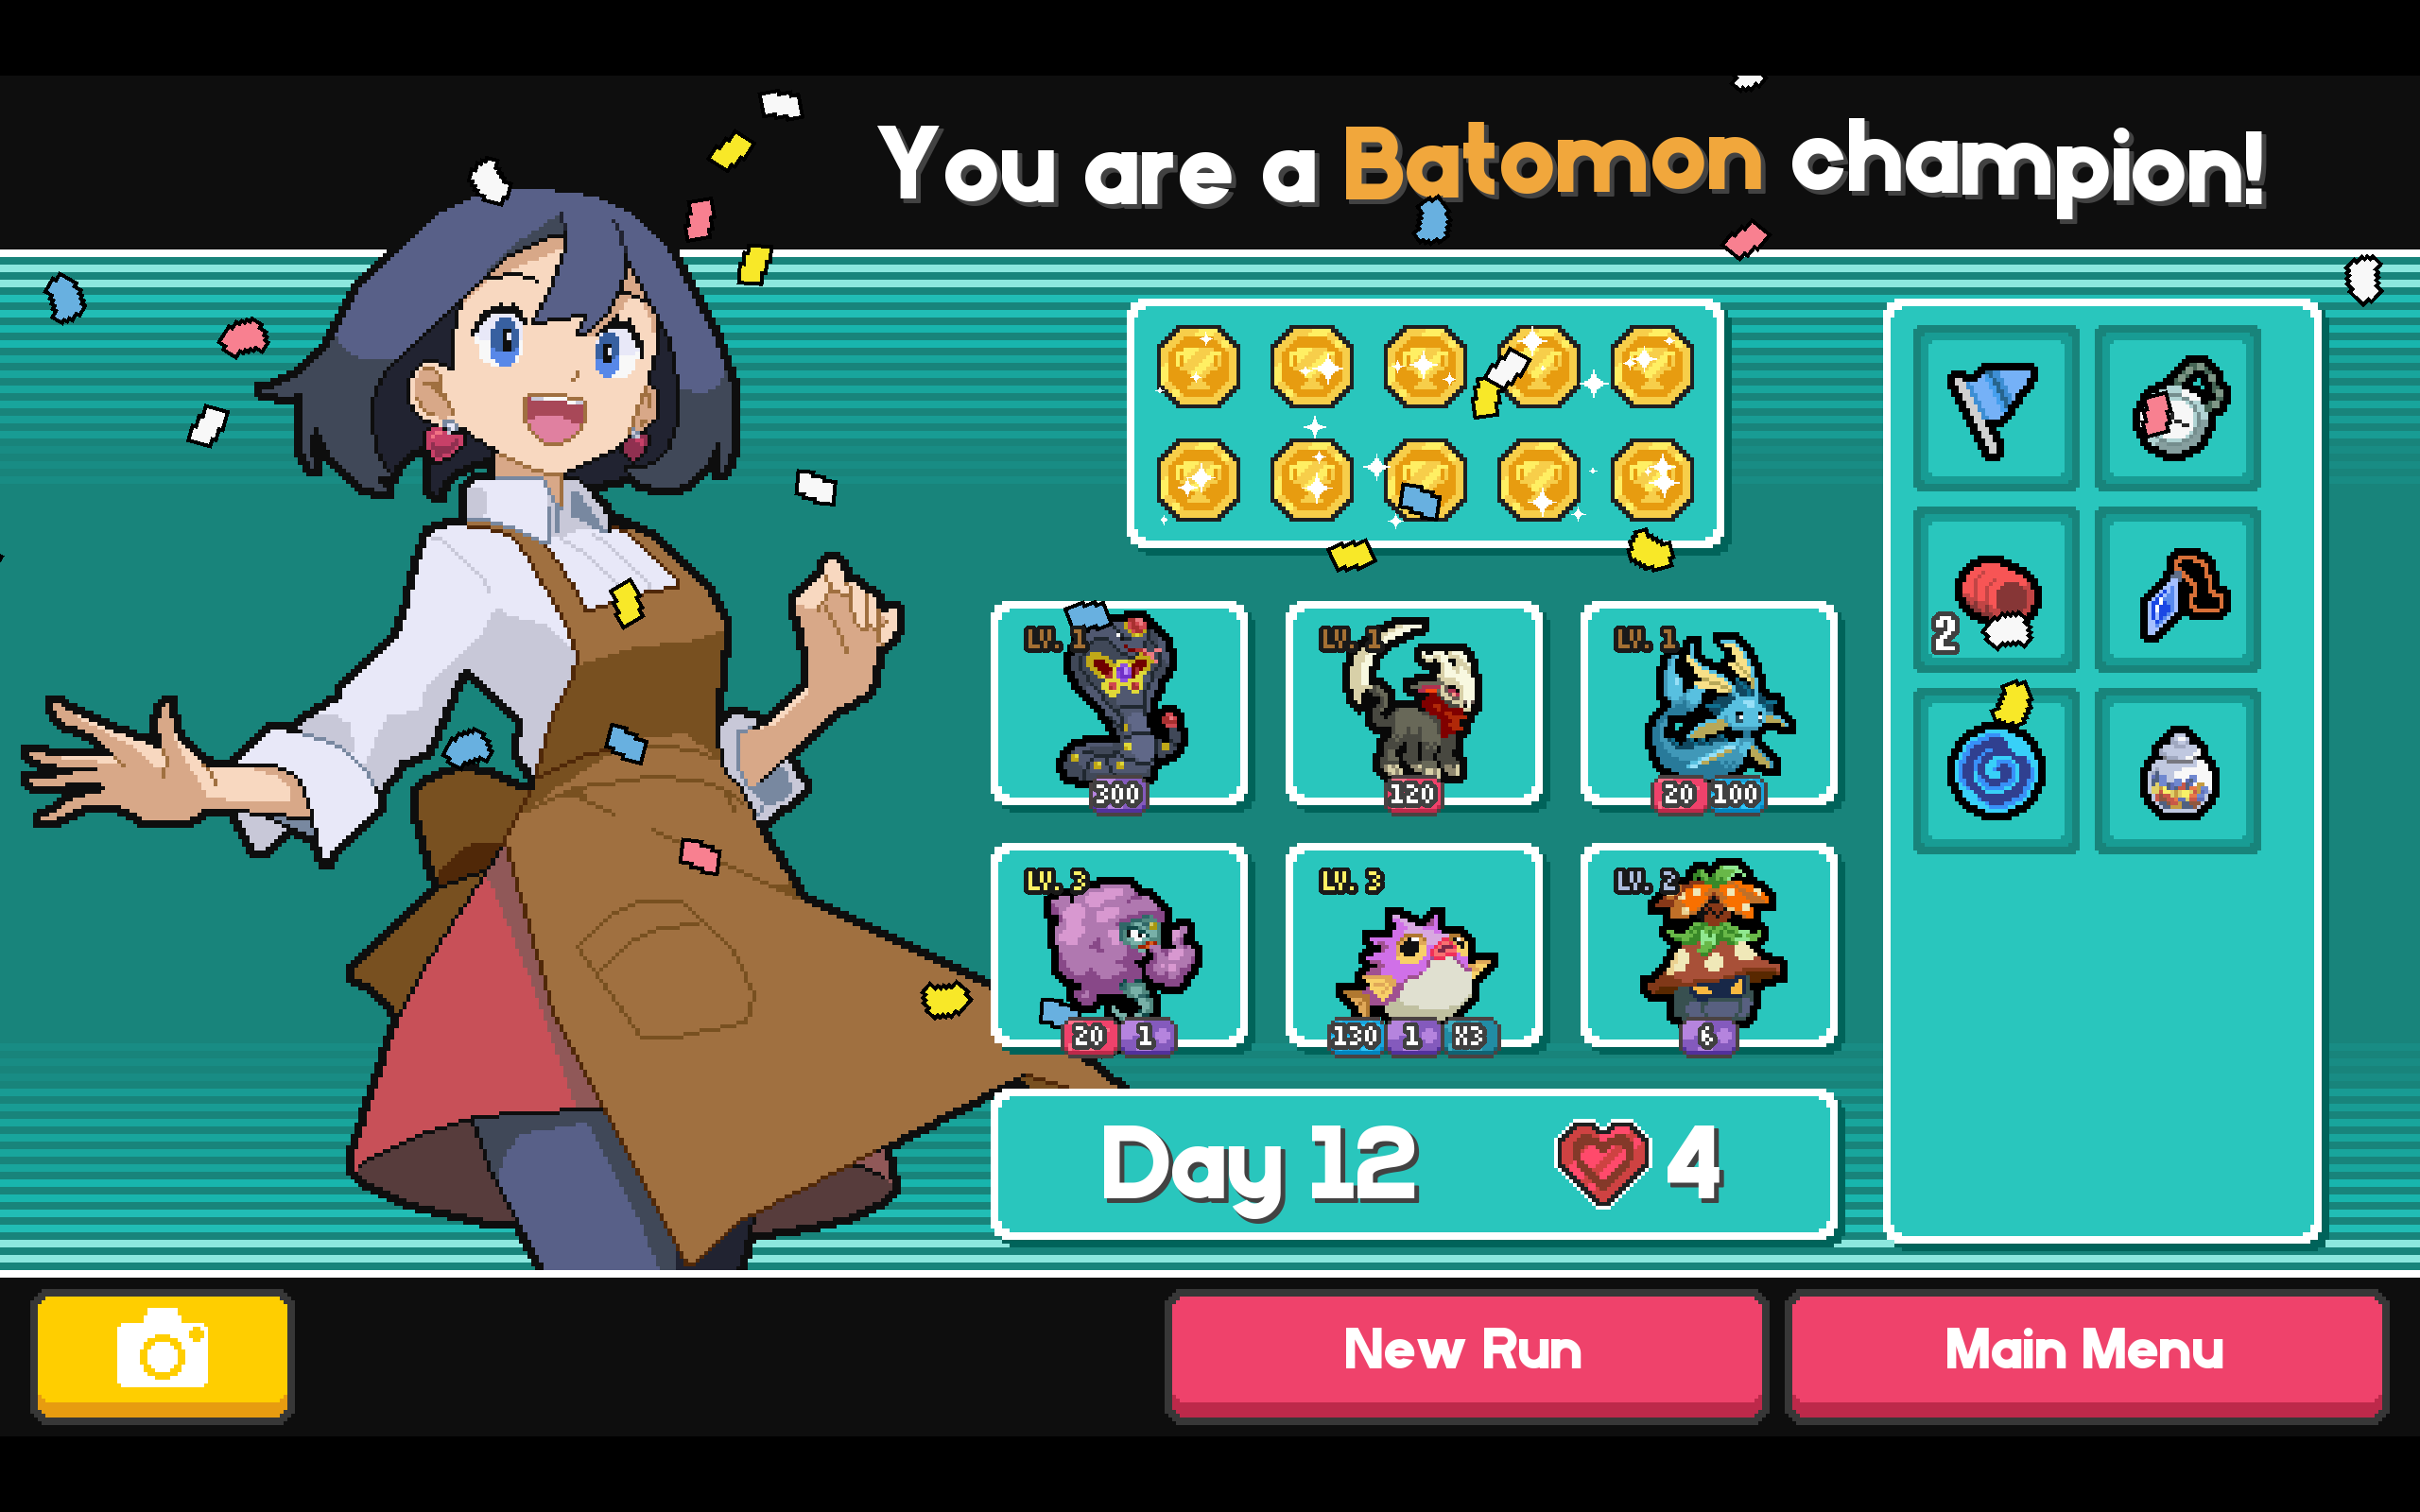 You are a Batomon champion!
LV. 1
LV. 1
LV. 1
300
120
20 100
2
LV. 3
LV. 3
LV. 2
20 1
130 1 X3
6
Day 12
4
New Run
Main Menu